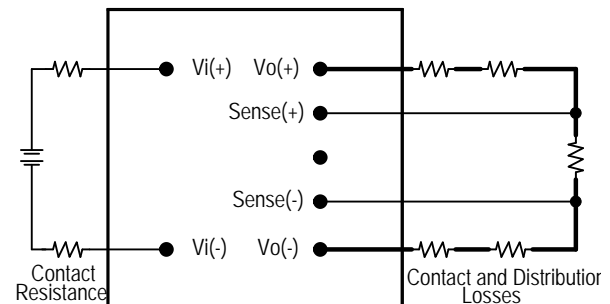 Vi(+) Vo(+)
Sense(+)
Sense(-)
Vi(-) Vo(-)
Contact
Resistance
Contact and Distribution
Losses